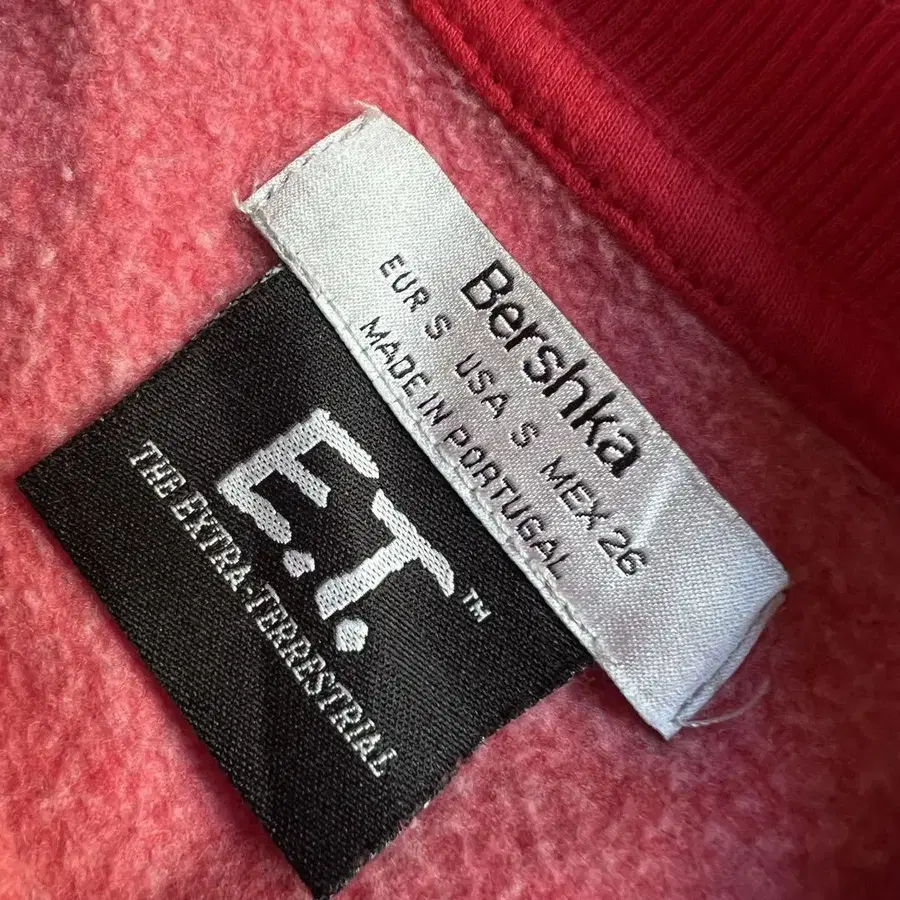 Bershka
EUR S USA S MEX 26
MADE IN PORTUGAL
E.T.™
THE EXTRA-TERRESTRIAL